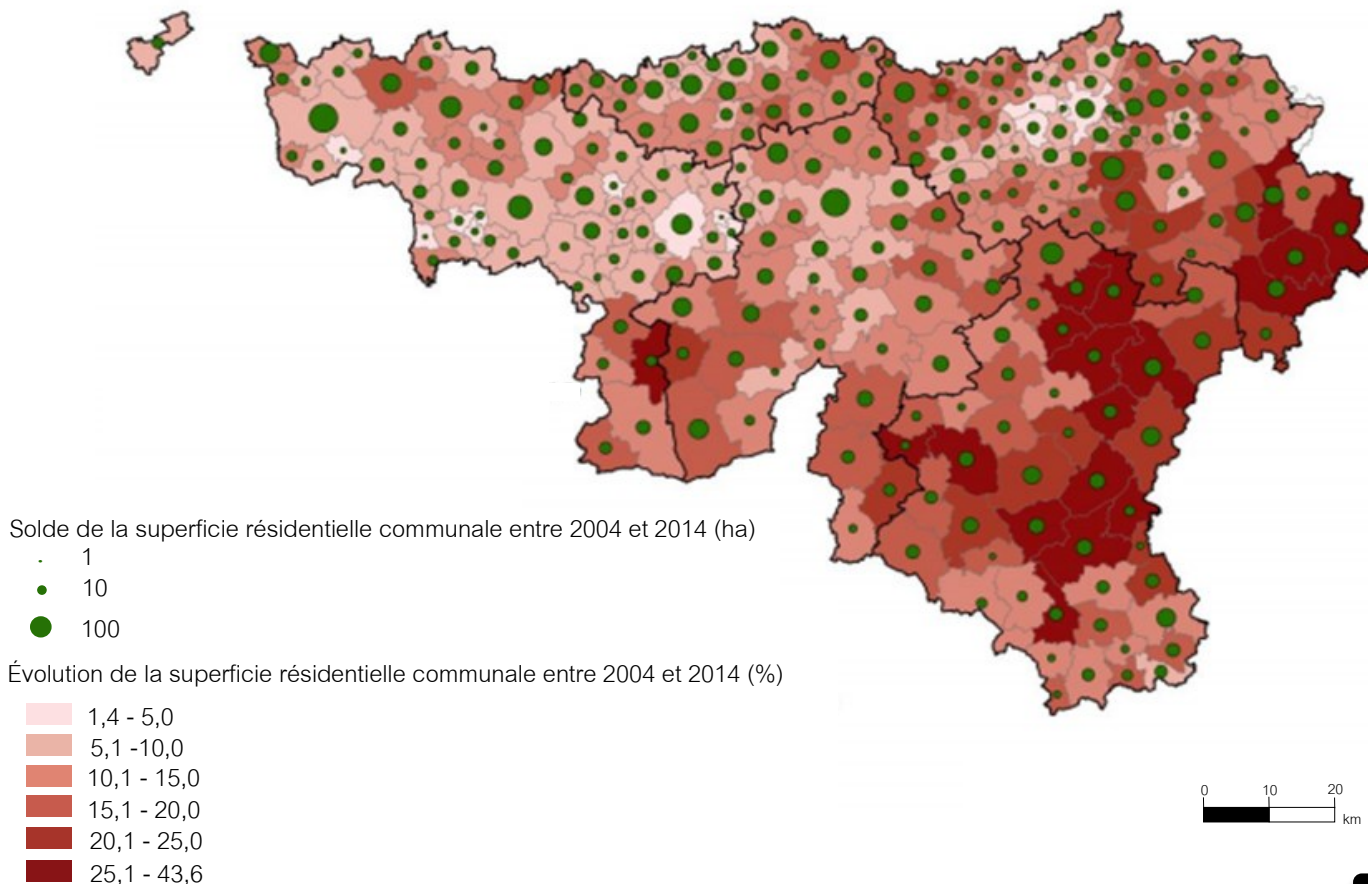 Solde de la superficie résidentielle communale entre 2004 et 2014 (ha)
1
10
100
Évolution de la superficie résidentielle communale entre 2004 et 2014 (%)
1,4 - 5,0
5,1 -10,0
10,1 - 15,0
15,1 - 20,0
20,1 - 25,0
25,1 - 43,6
0 10 20
km